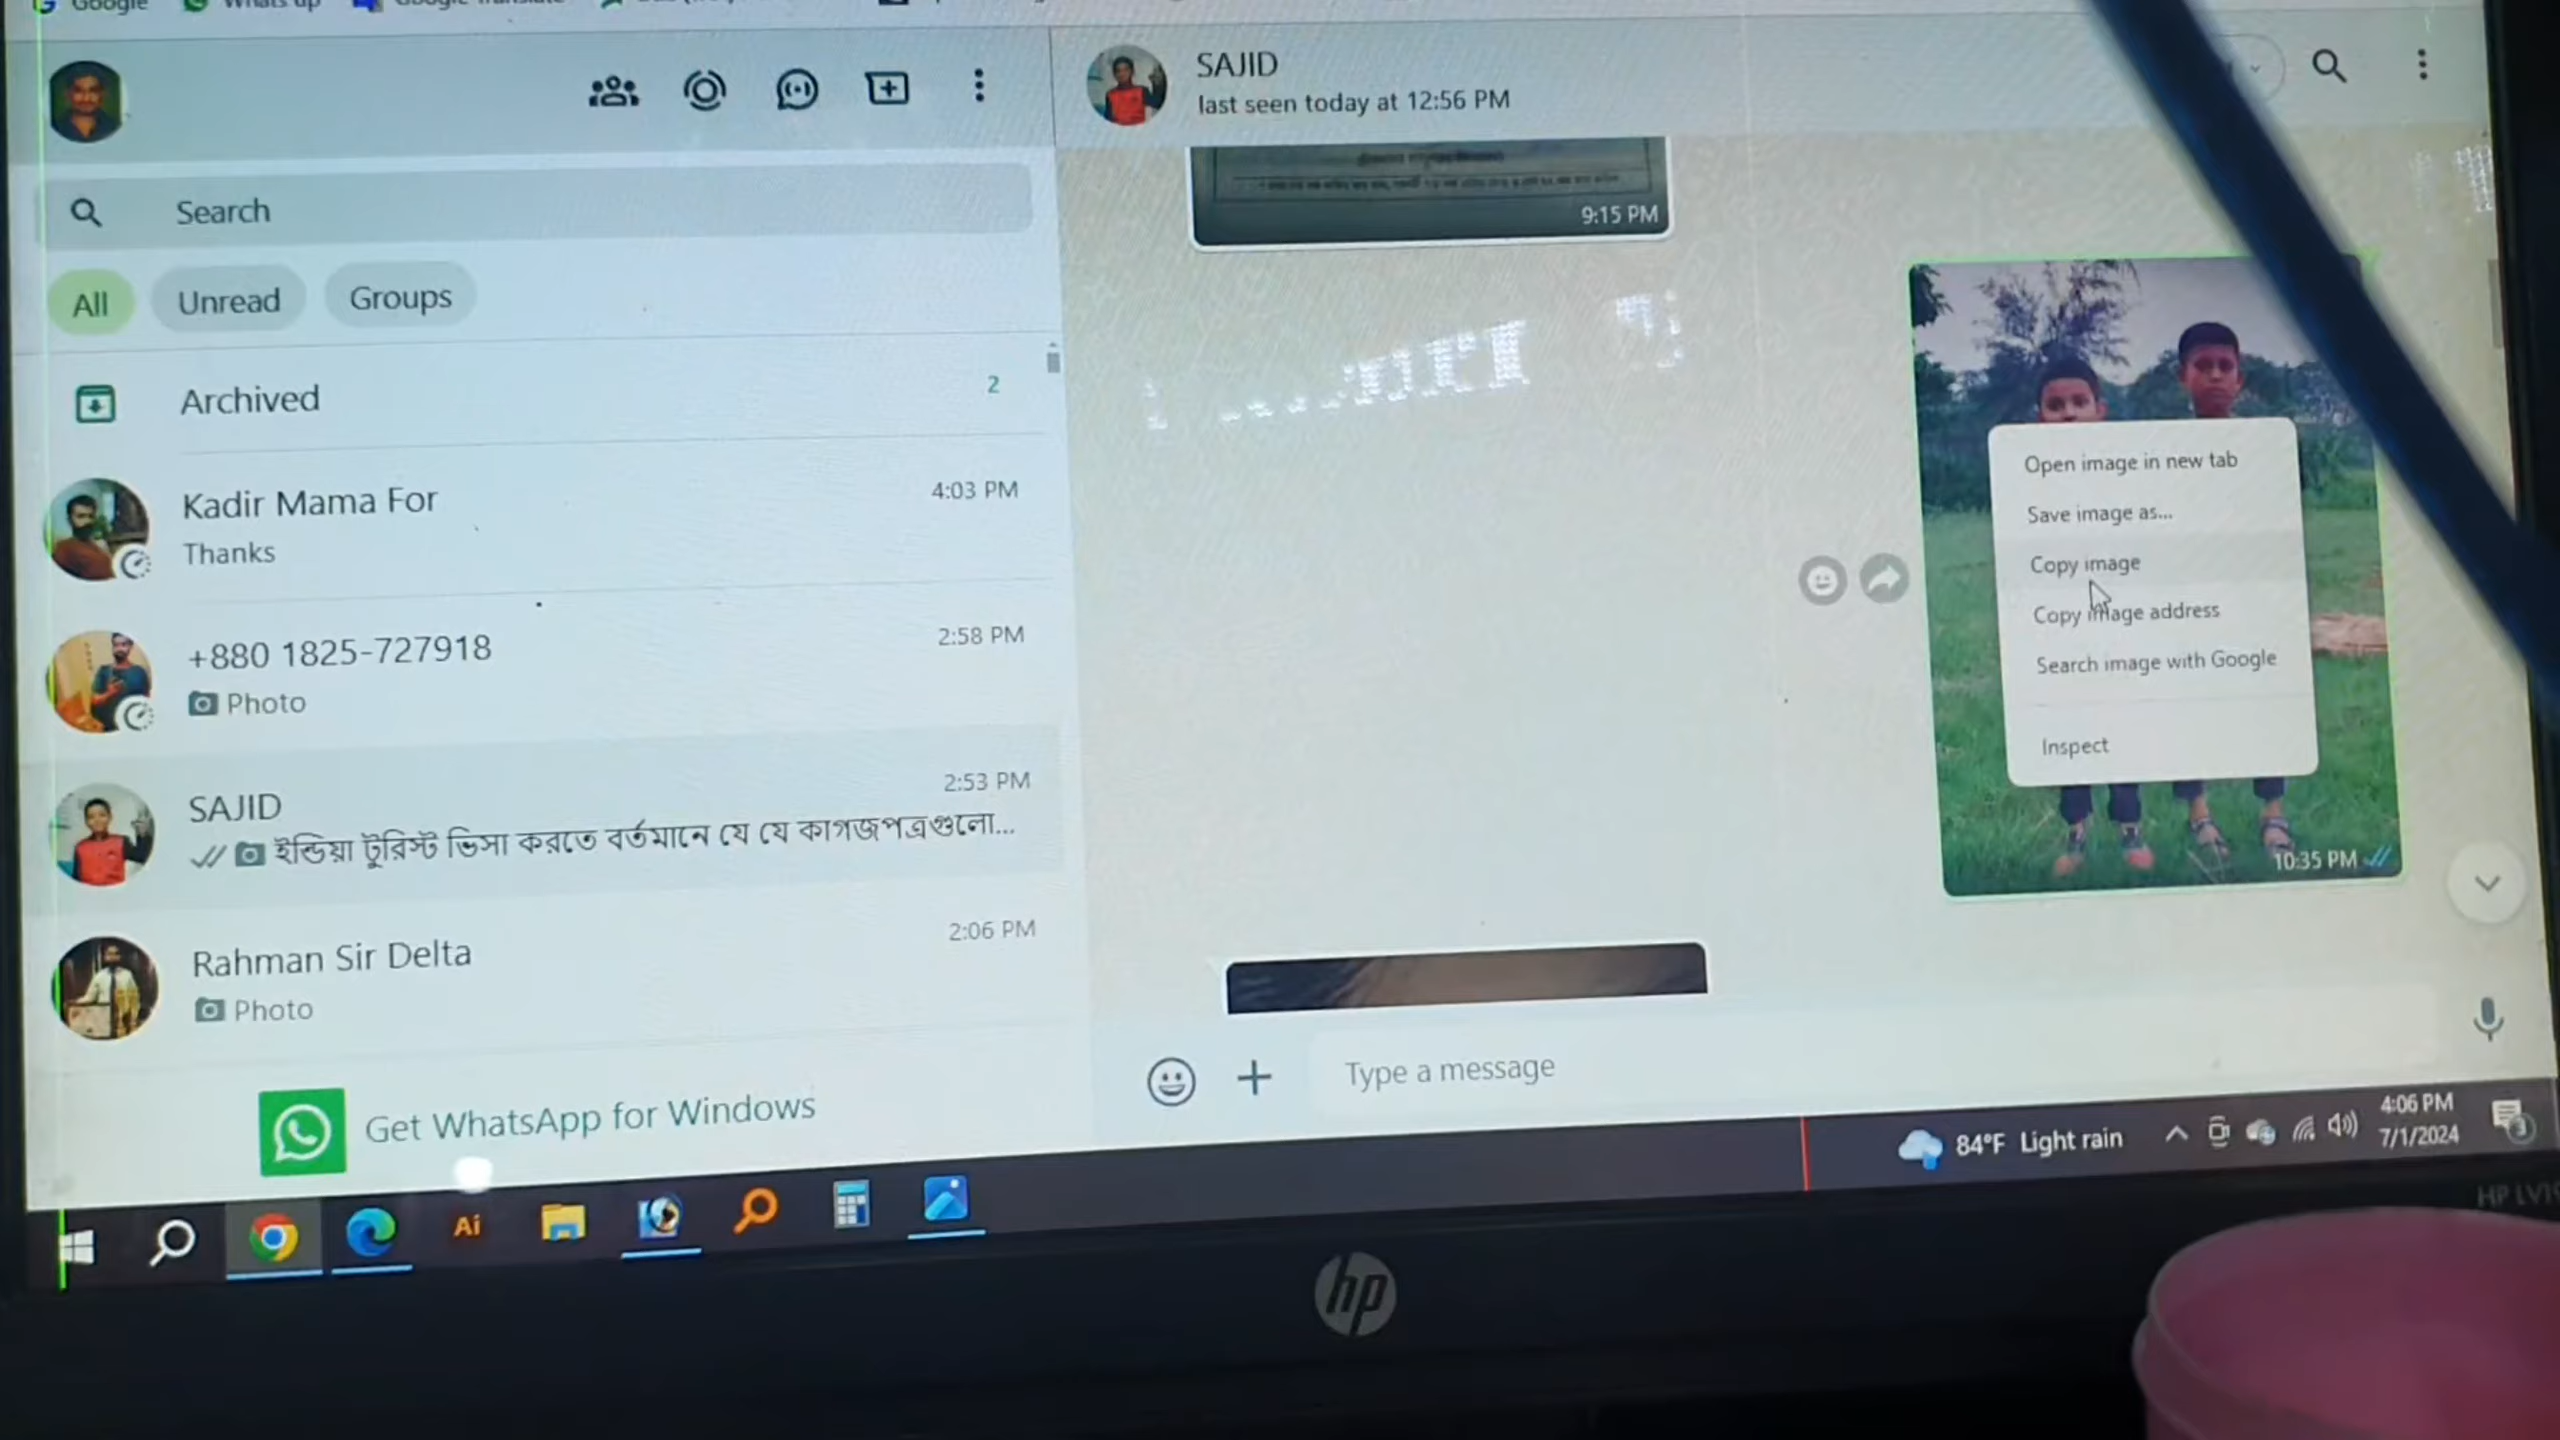 Google
Whats up
SAJID
last seen today at 12:56 PM
Search
9:15 PM
All
Unread
Groups
Archived
2
Kadir Mama For
4:03 PM
Thanks
+880 1825-727918
2:58 PM
Photo
SAJID
2:53 PM
ইন্ডিয়া টুরিস্ট ভিসা করতে বর্তমানে যে যে কাগজপত্রগুলো...
Rahman Sir Delta
2:06 PM
Photo
Get WhatsApp for Windows
Open image in new tab
Save image as...
Copy image
Copy image address
Search image with Google
Inspect
10:35 PM
Type a message
84°F Light rain
4:06 PM
7/1/2024
3
Ai
hp